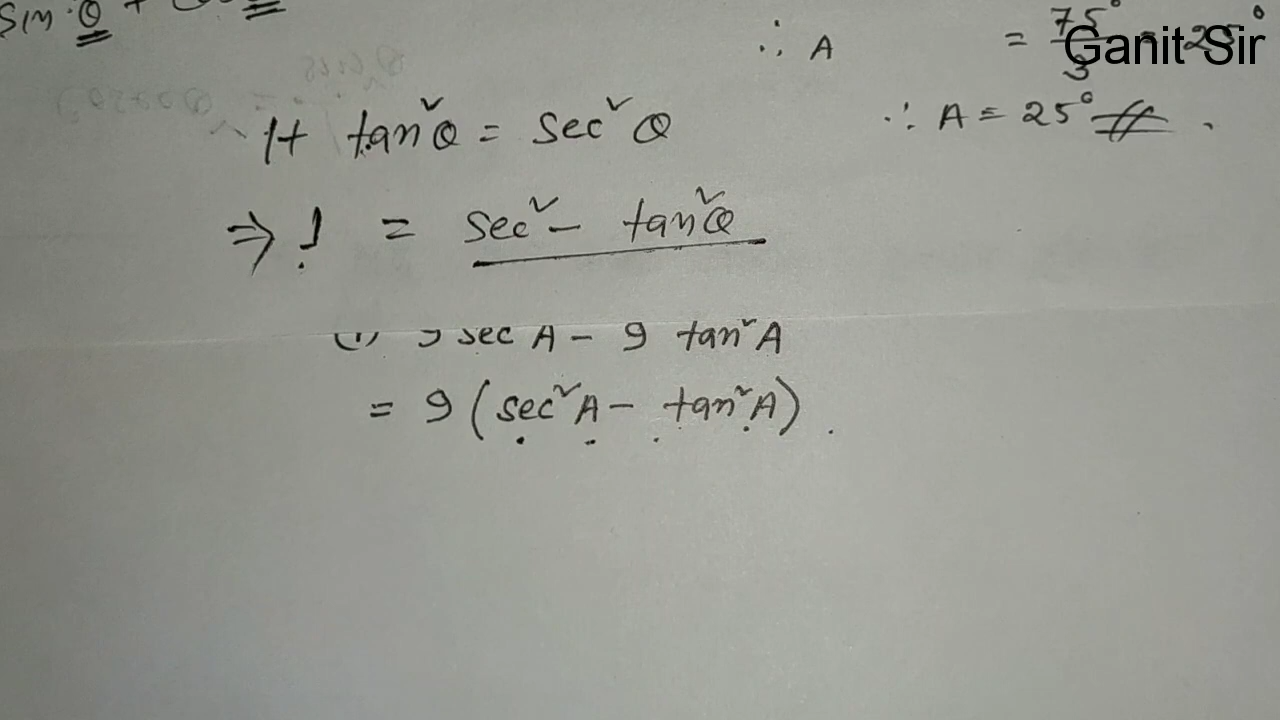 sin θ +
∴ A = 75° / 3 = 25°
Ganit Sir
∴ A = 25°
1 + tan²θ = sec²θ
⇒ 1 = sec² − tan²θ
(i) 9 sec A − 9 tan²A
= 9 (sec²A − tan²A) .